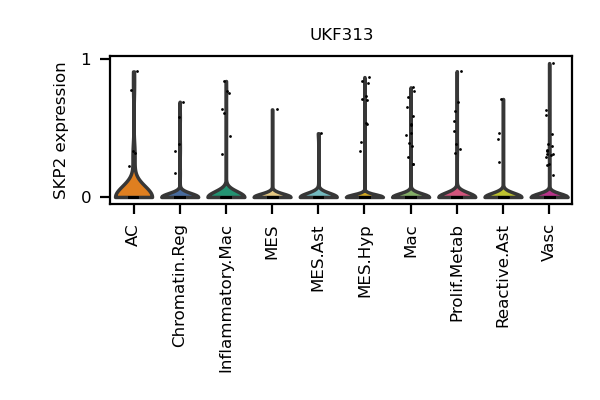 UKF313
SKP2 expression
1
0
AC
Chromatin.Reg
Inflammatory.Mac
MES
MES.Ast
MES.Hyp
Mac
Prolif.Metab
Reactive.Ast
Vasc